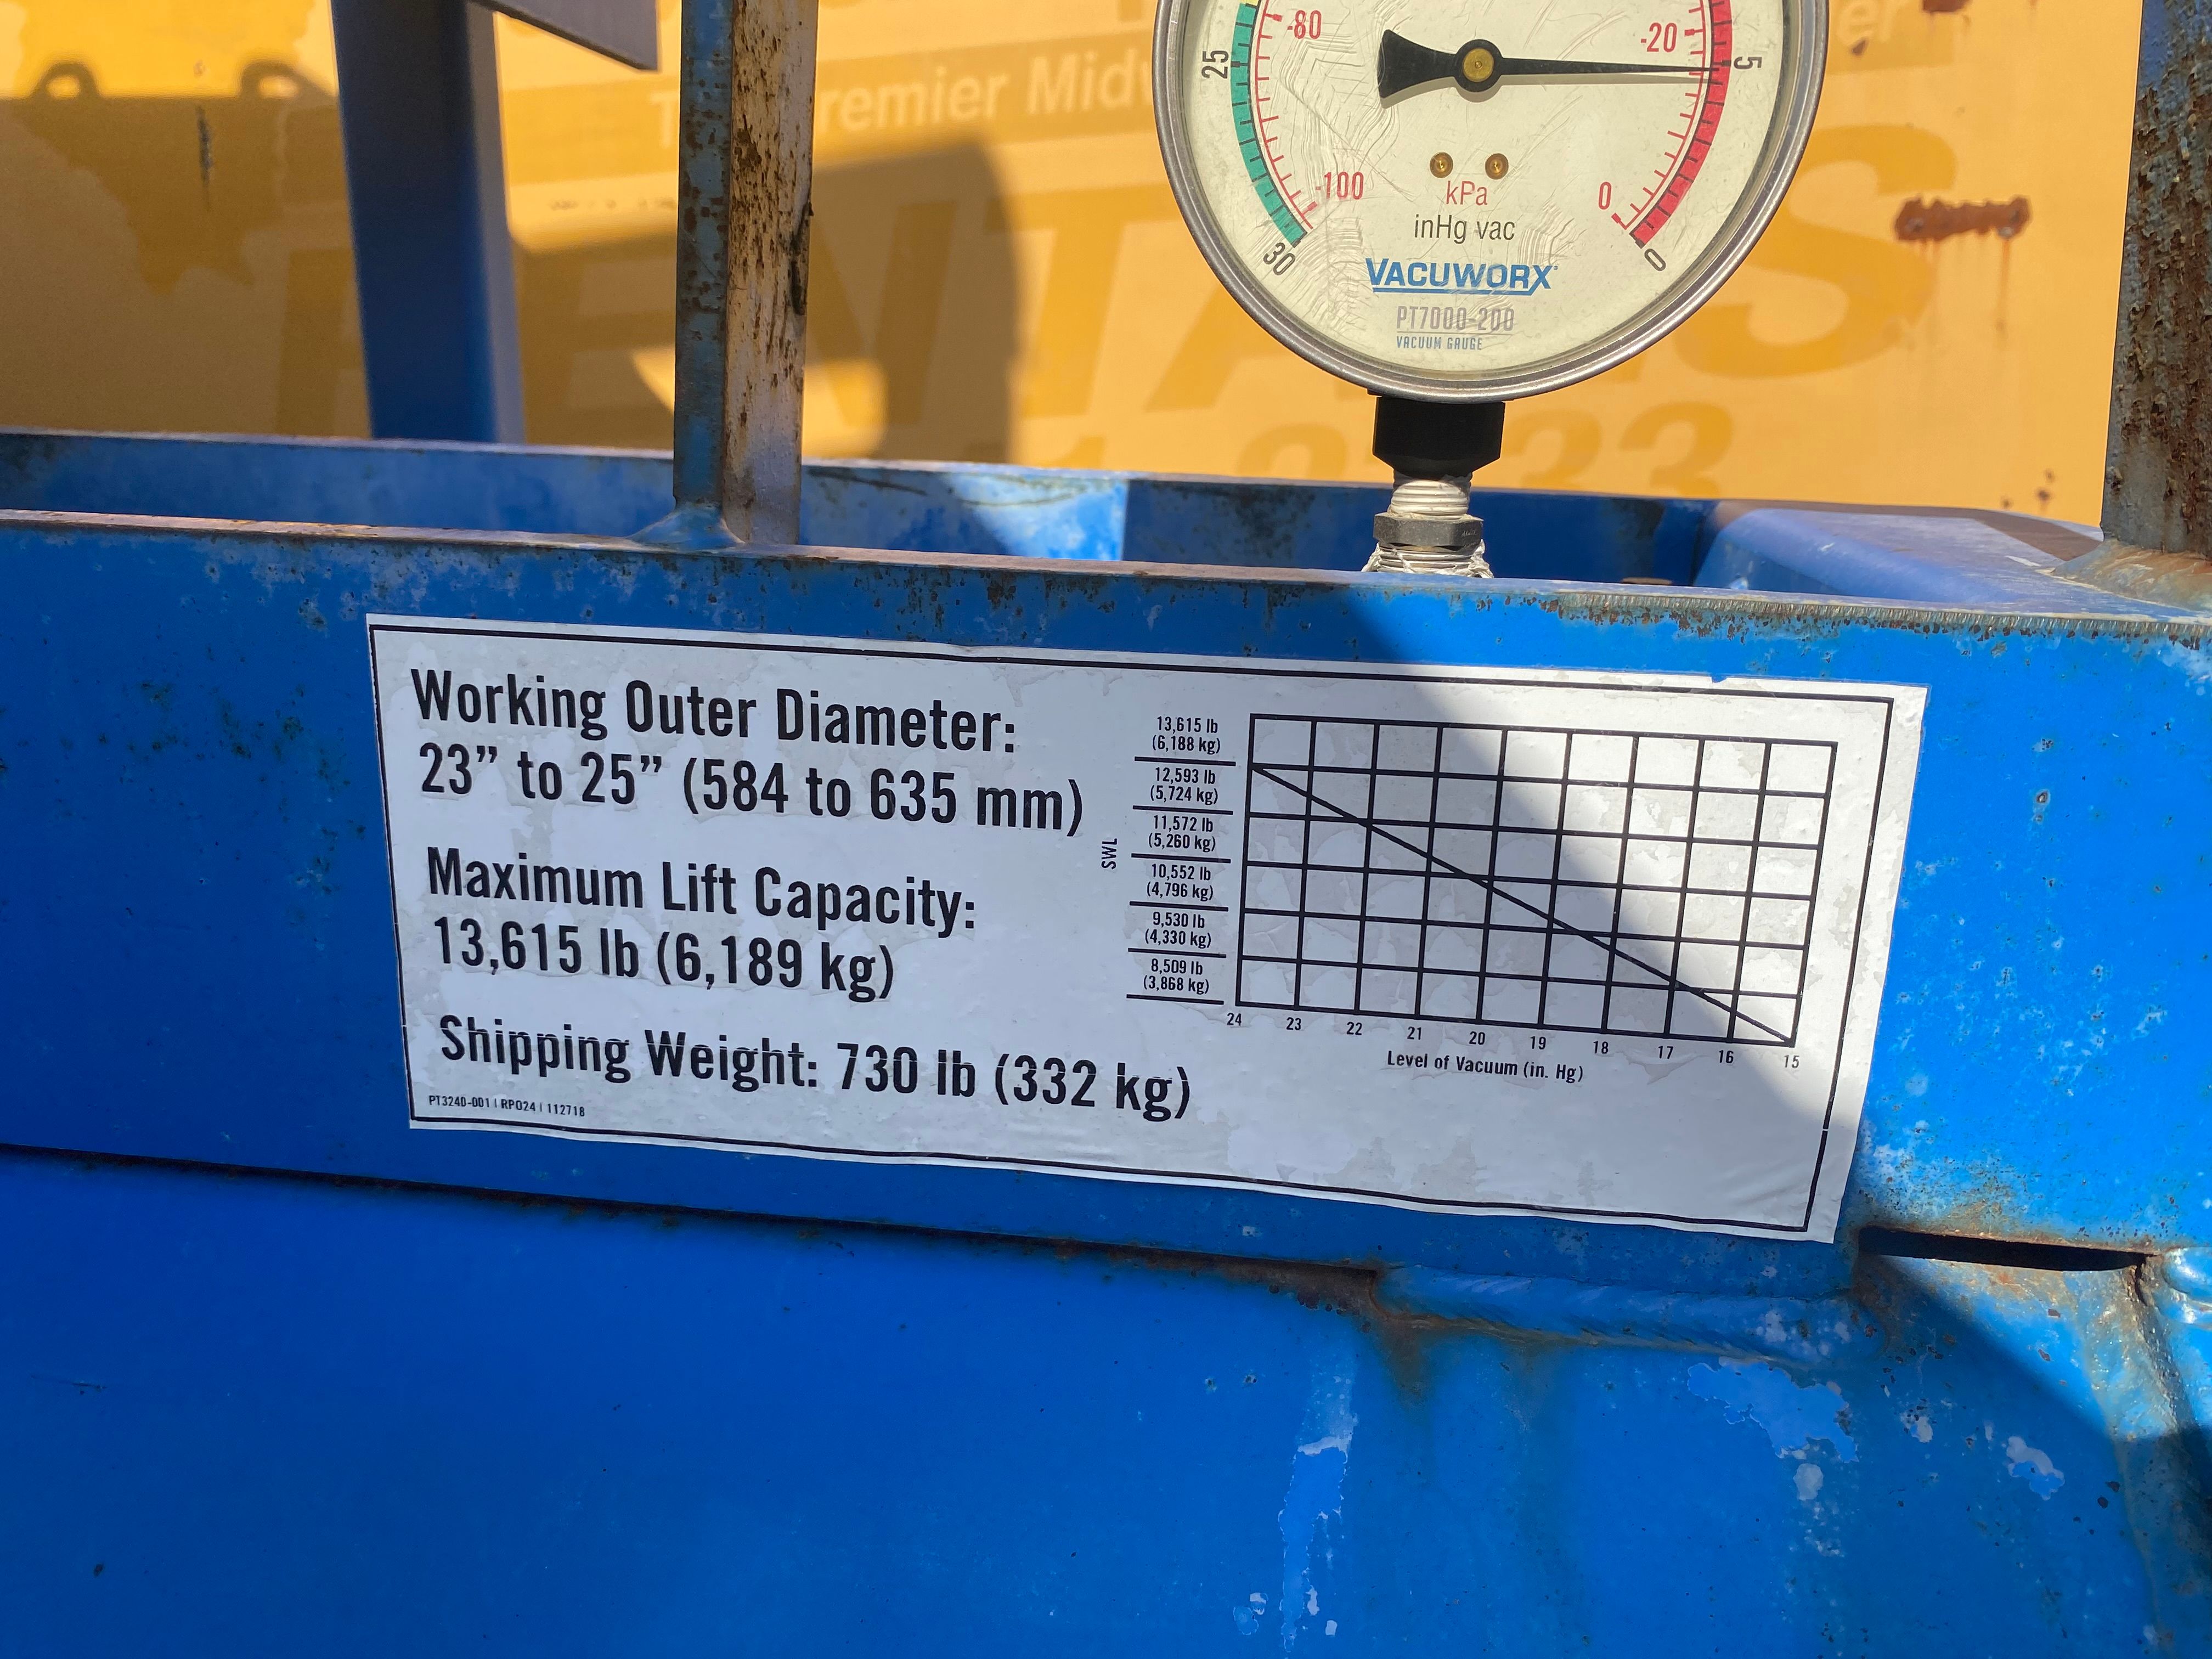 -80
-20
25
5
-100
0
kPa
inHg vac
30
0
VACUWORX
PT7000-200
VACUUM GAUGE
Working Outer Diameter:
23” to 25” (584 to 635 mm)
Maximum Lift Capacity:
13,615 lb (6,189 kg)
Shipping Weight: 730 lb (332 kg)
PT324D-001 | RPO24 | 112718
SWL
13,615 lb
(6,188 kg)
12,593 lb
(5,724 kg)
11,572 lb
(5,260 kg)
10,552 lb
(4,796 kg)
9,530 lb
(4,330 kg)
8,509 lb
(3,868 kg)
24 23 22 21 20 19 18 17 16 15
Level of Vacuum (in. Hg)